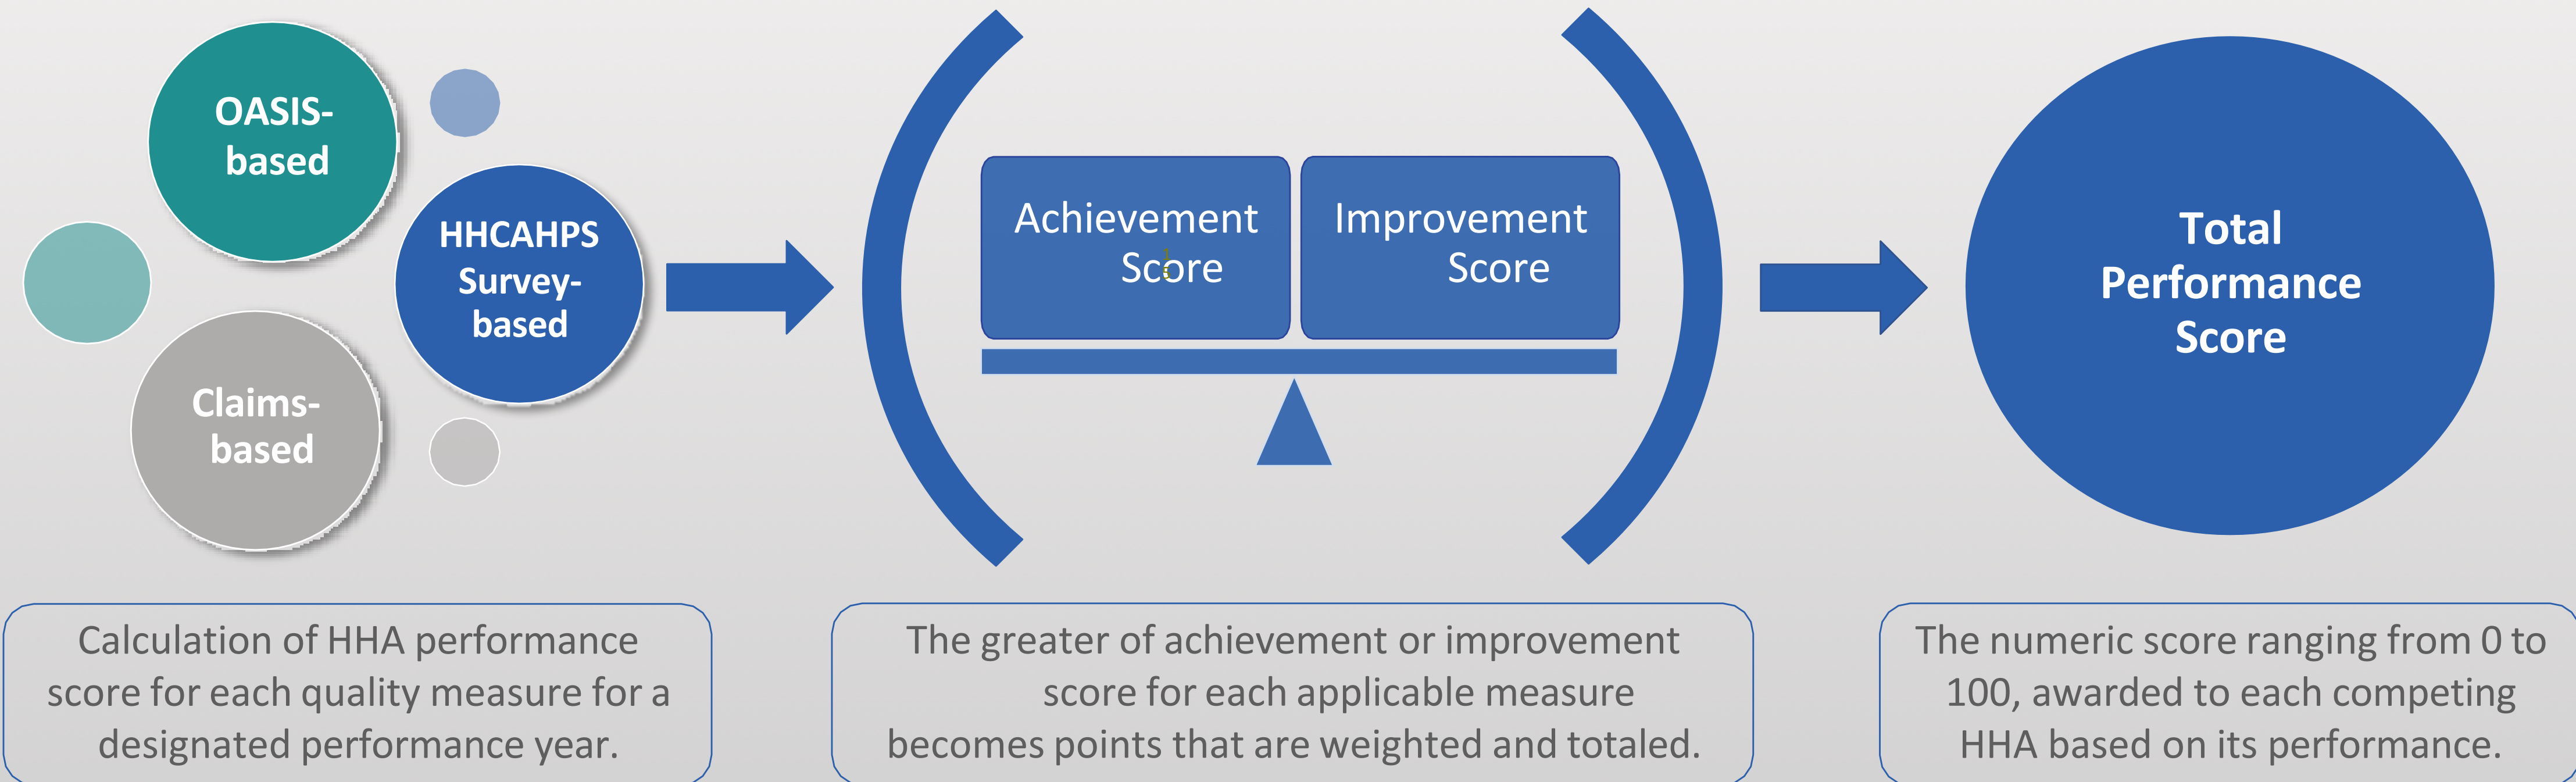 OASIS-
based
HHCAHPS
Survey-
based
Claims-
based
Achievement
Score
Improvement
Score
Total
Performance
Score
Calculation of HHA performance
score for each quality measure for a
designated performance year.
The greater of achievement or improvement
score for each applicable measure
becomes points that are weighted and totaled.
The numeric score ranging from 0 to
100, awarded to each competing
HHA based on its performance.